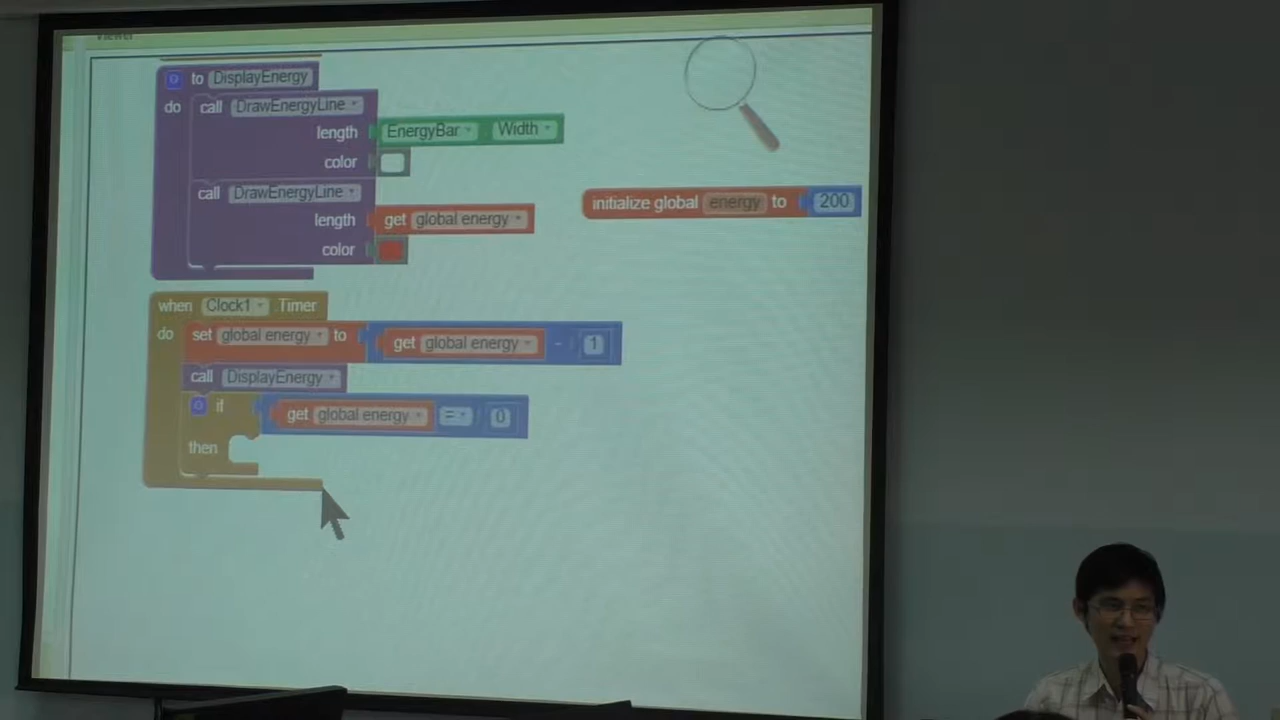 Viewer
to DisplayEnergy
do call DrawEnergyLine
length EnergyBar Width
color
call DrawEnergyLine
length get global energy
color
initialize global energy to 200
when Clock1 Timer
do set global energy to get global energy - 1
call DisplayEnergy
if get global energy = 0
then